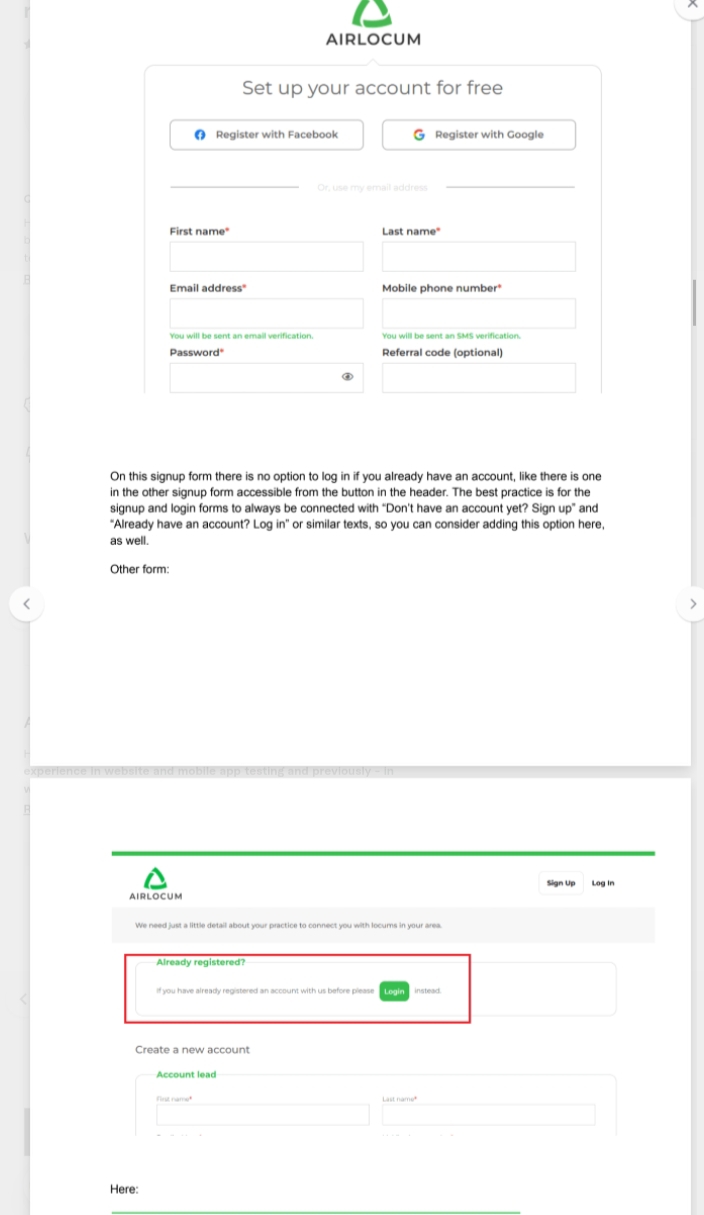 AIRLOCUM
Set up your account for free
Register with Facebook
Register with Google
Or, use my email address
First name*
Last name*
Email address*
Mobile phone number*
You will be sent an email verification.
You will be sent an SMS verification.
Password*
Referral code (optional)
On this signup form there is no option to log in if you already have an account, like there is one
in the other signup form accessible from the button in the header. The best practice is for the
signup and login forms to always be connected with “Don't have an account yet? Sign up” and
“Already have an account? Log in” or similar texts, so you can consider adding this option here,
as well.
Other form:
experience in website and mobile app testing and previously - in
AIRLOCUM
Sign Up
Log In
We need just a little detail about your practice to connect you with locums in your area.
Already registered?
If you have already registered an account with us before please Login instead.
Create a new account
Account lead
First name*
Last name*
Here: